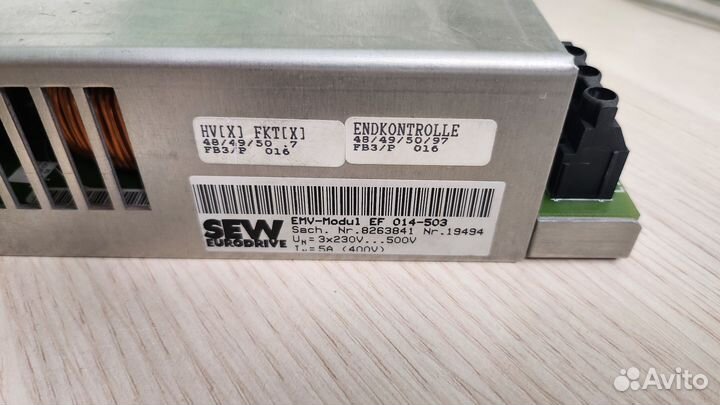 HV[X] FKT[X]
48/49/50 .7
FB3/P 016
ENDKONTROLLE
48/49/50/97
FB3/P 016
SEW
EURODRIVE
EMV-Modul EF 014-503
Sach. Nr.8263841 Nr.19494
UN = 3x230V...500V
= 5A (400V)
Avito